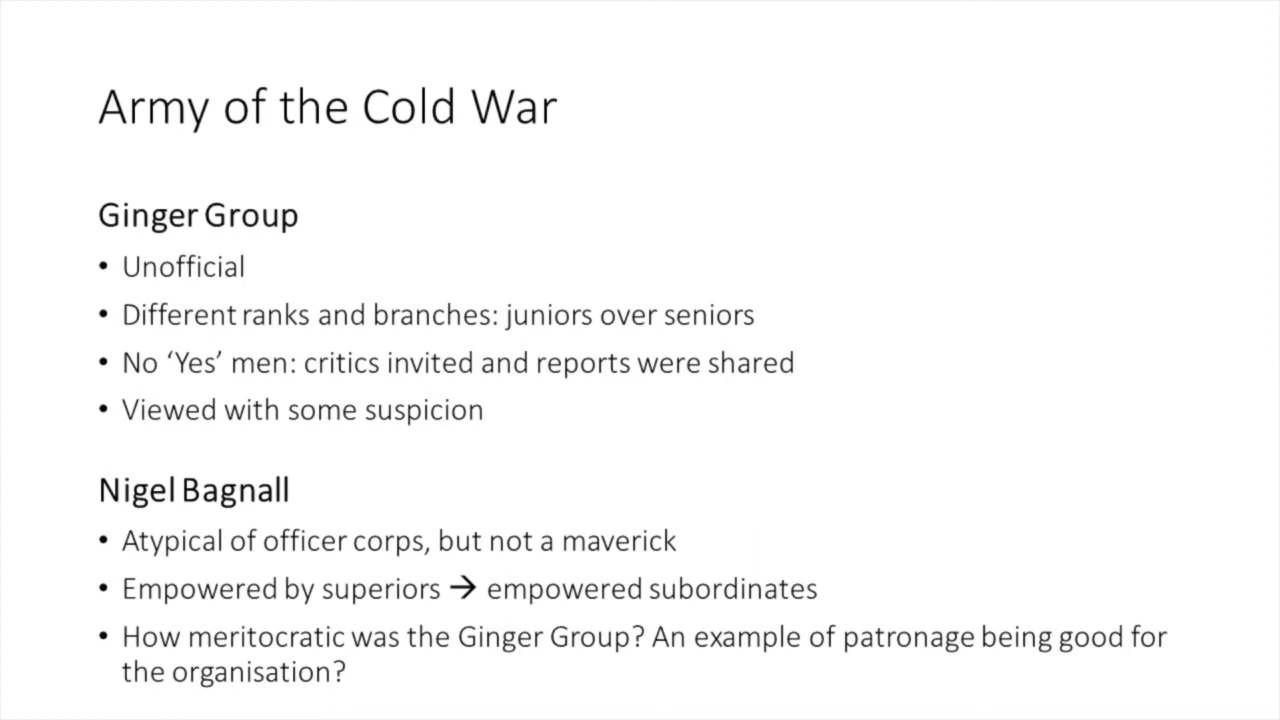 Army of the Cold War
Ginger Group
• Unofficial
• Different ranks and branches: juniors over seniors
• No ‘Yes’ men: critics invited and reports were shared
• Viewed with some suspicion
Nigel Bagnall
• Atypical of officer corps, but not a maverick
• Empowered by superiors → empowered subordinates
• How meritocratic was the Ginger Group? An example of patronage being good for
the organisation?